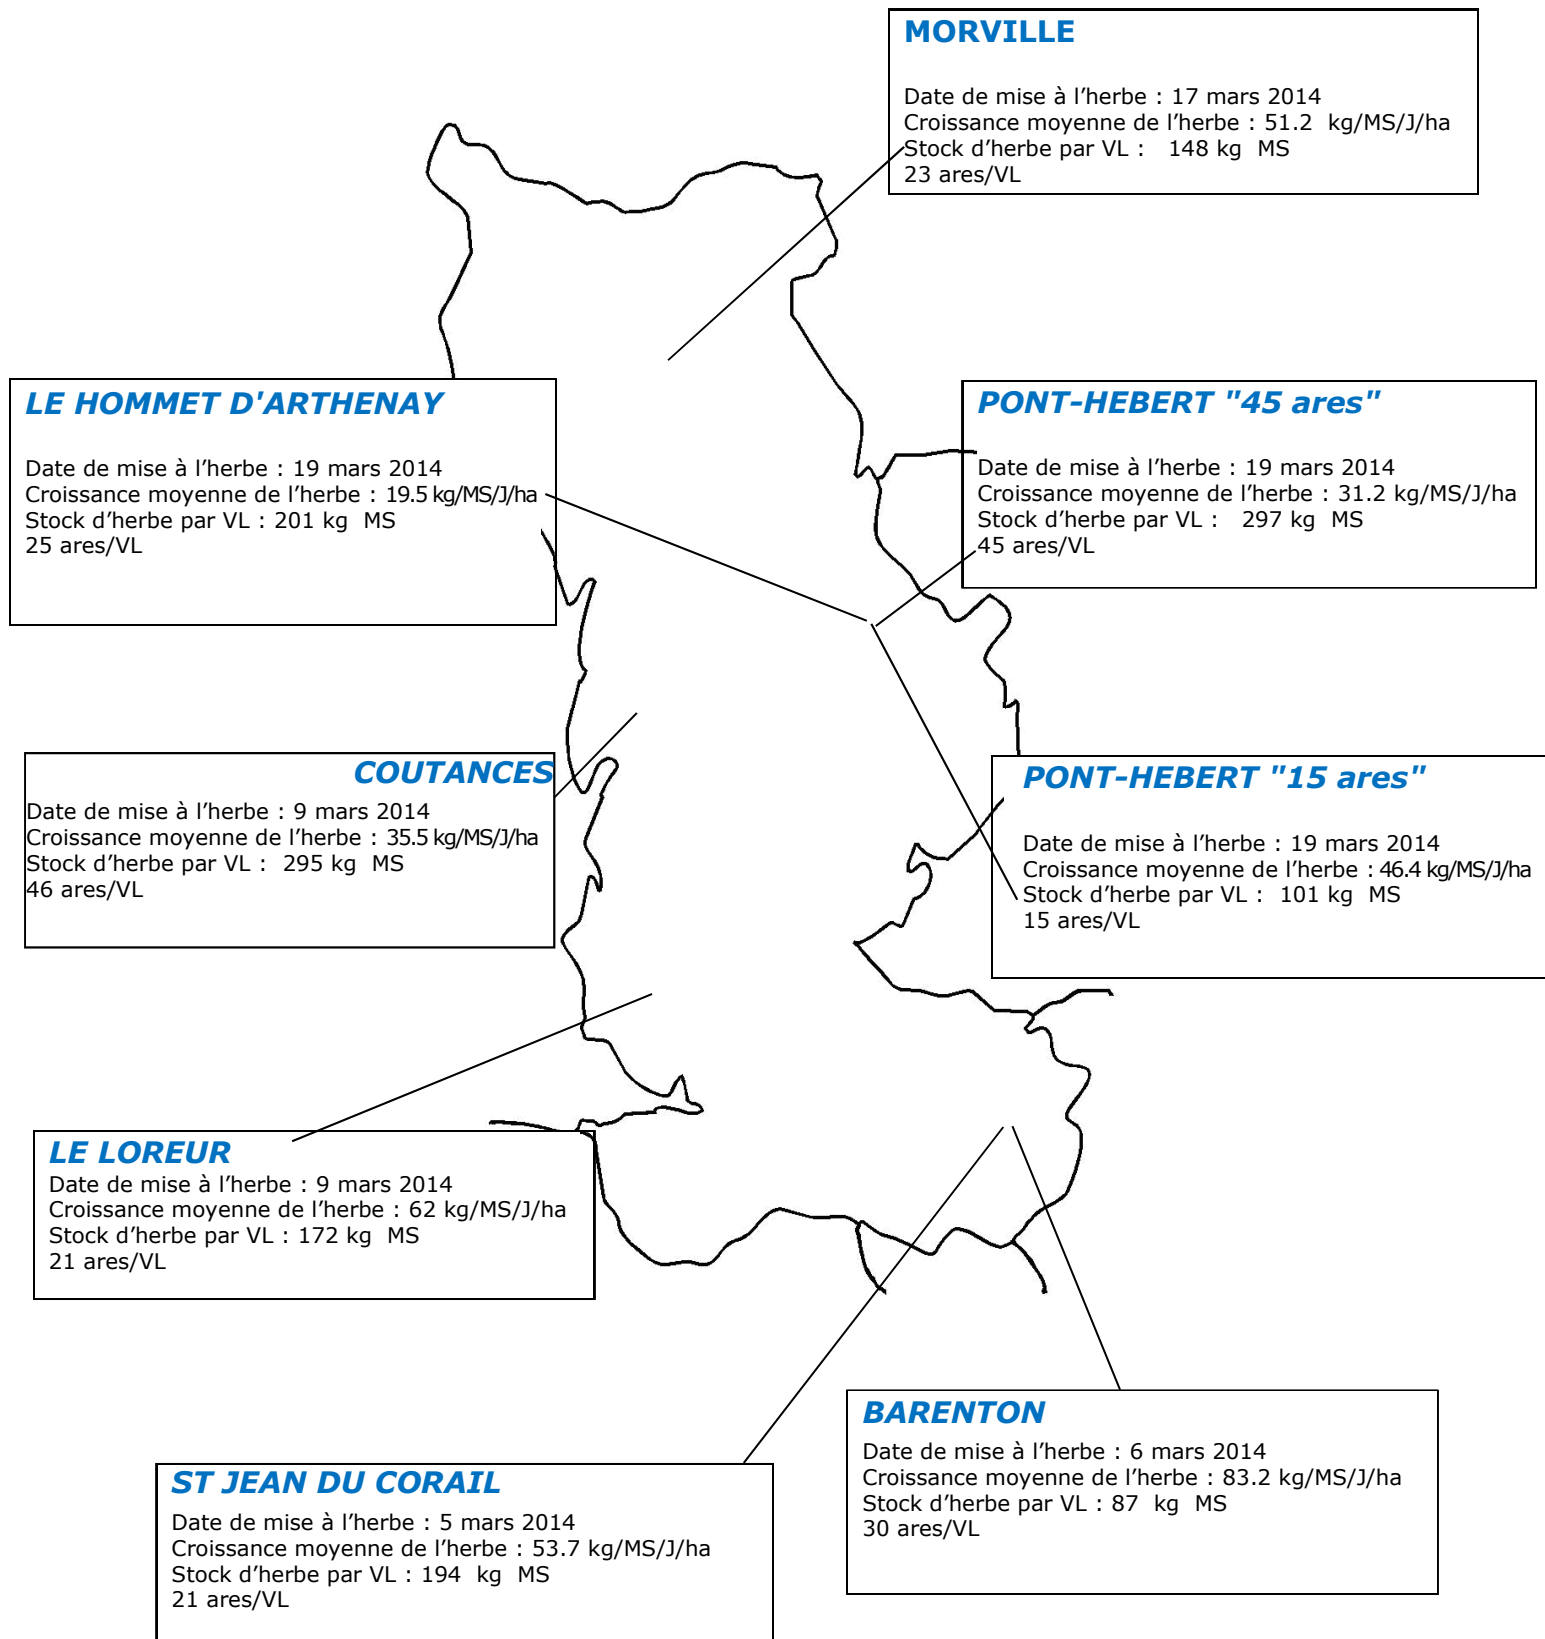 MORVILLE
Date de mise à l’herbe : 17 mars 2014
Croissance moyenne de l’herbe : 51.2 kg/MS/J/ha
Stock d’herbe par VL : 148 kg MS
23 ares/VL
LE HOMMET D'ARTHENAY
Date de mise à l’herbe : 19 mars 2014
Croissance moyenne de l’herbe : 19.5 kg/MS/J/ha
Stock d’herbe par VL : 201 kg MS
25 ares/VL
PONT-HEBERT "45 ares"
Date de mise à l’herbe : 19 mars 2014
Croissance moyenne de l’herbe : 31.2 kg/MS/J/ha
Stock d’herbe par VL : 297 kg MS
45 ares/VL
COUTANCES
Date de mise à l’herbe : 9 mars 2014
Croissance moyenne de l’herbe : 35.5 kg/MS/J/ha
Stock d’herbe par VL : 295 kg MS
46 ares/VL
PONT-HEBERT "15 ares"
Date de mise à l’herbe : 19 mars 2014
Croissance moyenne de l’herbe : 46.4 kg/MS/J/ha
Stock d’herbe par VL : 101 kg MS
15 ares/VL
LE LOREUR
Date de mise à l’herbe : 9 mars 2014
Croissance moyenne de l’herbe : 62 kg/MS/J/ha
Stock d’herbe par VL : 172 kg MS
21 ares/VL
BARENTON
Date de mise à l’herbe : 6 mars 2014
Croissance moyenne de l’herbe : 83.2 kg/MS/J/ha
Stock d’herbe par VL : 87 kg MS
30 ares/VL
ST JEAN DU CORAIL
Date de mise à l’herbe : 5 mars 2014
Croissance moyenne de l’herbe : 53.7 kg/MS/J/ha
Stock d’herbe par VL : 194 kg MS
21 ares/VL